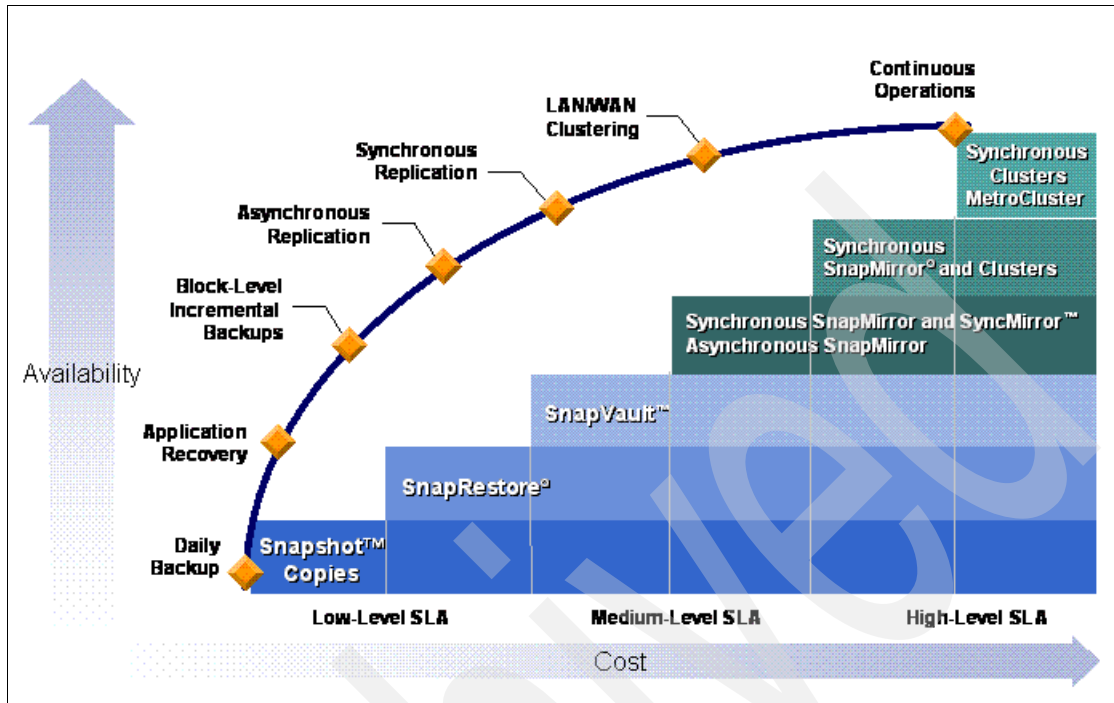 Continuous
Operations
LAN/WAN
Clustering
Synchronous
Replication
Asynchronous
Replication
Block-Level
Incremental
Backups
Application
Recovery
Daily
Backup
Availability
Synchronous
Clusters
MetroCluster
Synchronous
SnapMirror® and Clusters
Synchronous SnapMirror and SyncMirror™
Asynchronous SnapMirror
SnapVault™
SnapRestore®
Snapshot™
Copies
Low-Level SLA
Medium-Level SLA
High-Level SLA
Cost